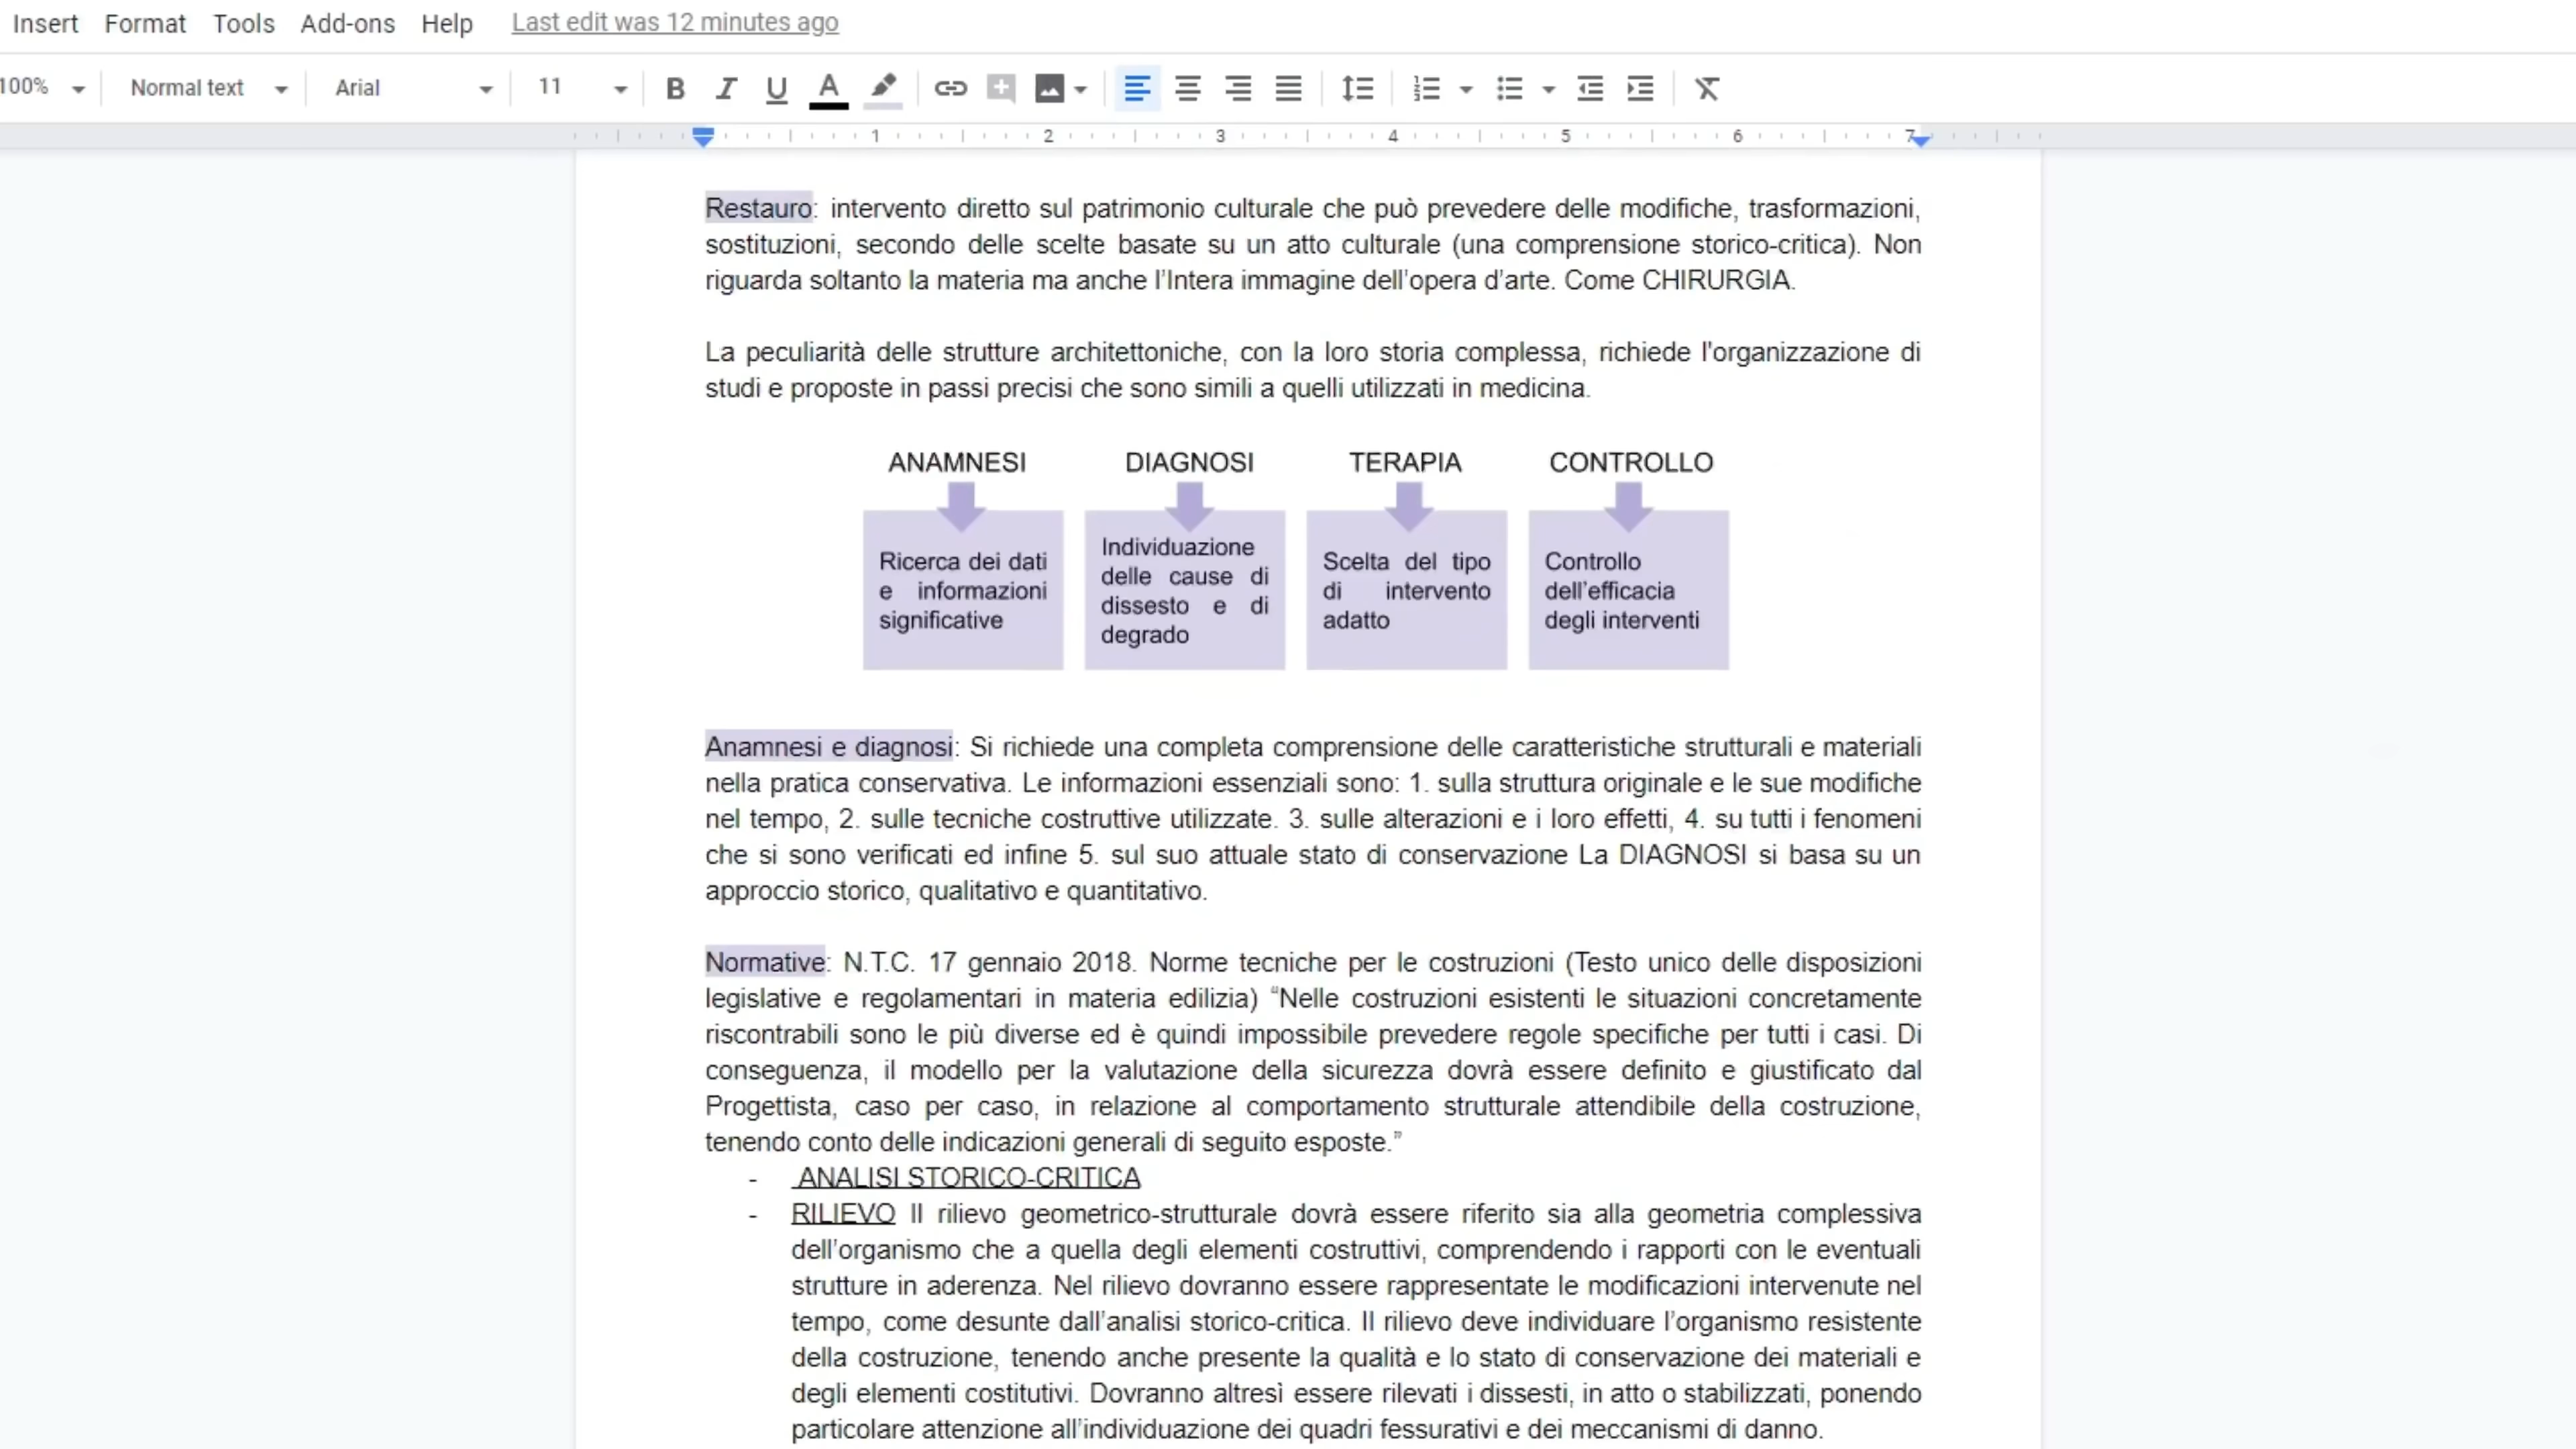 Insert Format Tools Add-ons Help Last edit was 12 minutes ago
100% Normal text Arial 11
1 2 3 4 5 6 7
Restauro: intervento diretto sul patrimonio culturale che può prevedere delle modifiche, trasformazioni,
sostituzioni, secondo delle scelte basate su un atto culturale (una comprensione storico-critica). Non
riguarda soltanto la materia ma anche l’Intera immagine dell’opera d’arte. Come CHIRURGIA.
La peculiarità delle strutture architettoniche, con la loro storia complessa, richiede l'organizzazione di
studi e proposte in passi precisi che sono simili a quelli utilizzati in medicina.
ANAMNESI
Ricerca dei dati
e informazioni
significative
DIAGNOSI
Individuazione
delle cause di
dissesto e di
degrado
TERAPIA
Scelta del tipo
di intervento
adatto
CONTROLLO
Controllo
dell’efficacia
degli interventi
Anamnesi e diagnosi: Si richiede una completa comprensione delle caratteristiche strutturali e materiali
nella pratica conservativa. Le informazioni essenziali sono: 1. sulla struttura originale e le sue modifiche
nel tempo, 2. sulle tecniche costruttive utilizzate. 3. sulle alterazioni e i loro effetti, 4. su tutti i fenomeni
che si sono verificati ed infine 5. sul suo attuale stato di conservazione La DIAGNOSI si basa su un
approccio storico, qualitativo e quantitativo.
Normative: N.T.C. 17 gennaio 2018. Norme tecniche per le costruzioni (Testo unico delle disposizioni
legislative e regolamentari in materia edilizia) “Nelle costruzioni esistenti le situazioni concretamente
riscontrabili sono le più diverse ed è quindi impossibile prevedere regole specifiche per tutti i casi. Di
conseguenza, il modello per la valutazione della sicurezza dovrà essere definito e giustificato dal
Progettista, caso per caso, in relazione al comportamento strutturale attendibile della costruzione,
tenendo conto delle indicazioni generali di seguito esposte.”
- ANALISI STORICO-CRITICA
- RILIEVO Il rilievo geometrico-strutturale dovrà essere riferito sia alla geometria complessiva
dell’organismo che a quella degli elementi costruttivi, comprendendo i rapporti con le eventuali
strutture in aderenza. Nel rilievo dovranno essere rappresentate le modificazioni intervenute nel
tempo, come desunte dall’analisi storico-critica. Il rilievo deve individuare l’organismo resistente
della costruzione, tenendo anche presente la qualità e lo stato di conservazione dei materiali e
degli elementi costitutivi. Dovranno altresì essere rilevati i dissesti, in atto o stabilizzati, ponendo
particolare attenzione all’individuazione dei quadri fessurativi e dei meccanismi di danno.